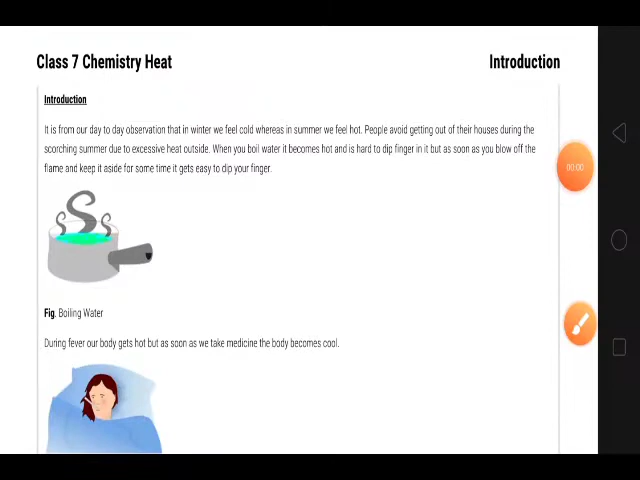 Class 7 Chemistry Heat
Introduction
Introduction
It is from our day to day observation that in winter we feel cold whereas in summer we feel hot. People avoid getting out of their houses during the
scorching summer due to excessive heat outside. When you boil water it becomes hot and is hard to dip finger in it but as soon as you blow off the
flame and keep it aside for some time it gets easy to dip your finger.
00:00
Fig. Boiling Water
During fever our body gets hot but as soon as we take medicine the body becomes cool.